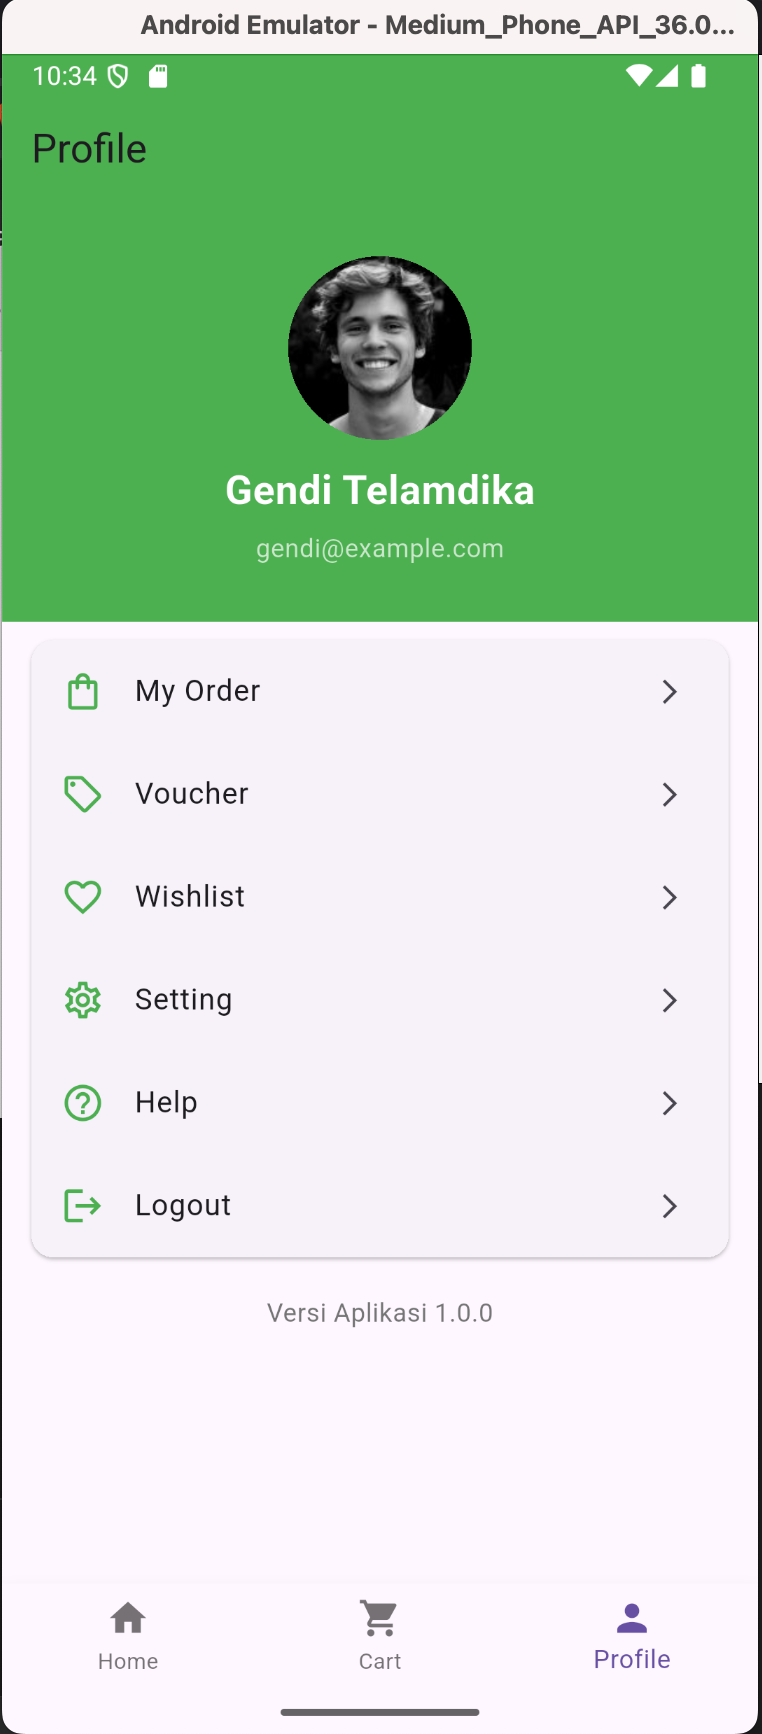 Android Emulator - Medium_Phone_API_36.0...
10:34
Profile
Gendi Telamdika
gendi@example.com
My Order
Voucher
Wishlist
Setting
Help
Logout
Versi Aplikasi 1.0.0
Home
Cart
Profile